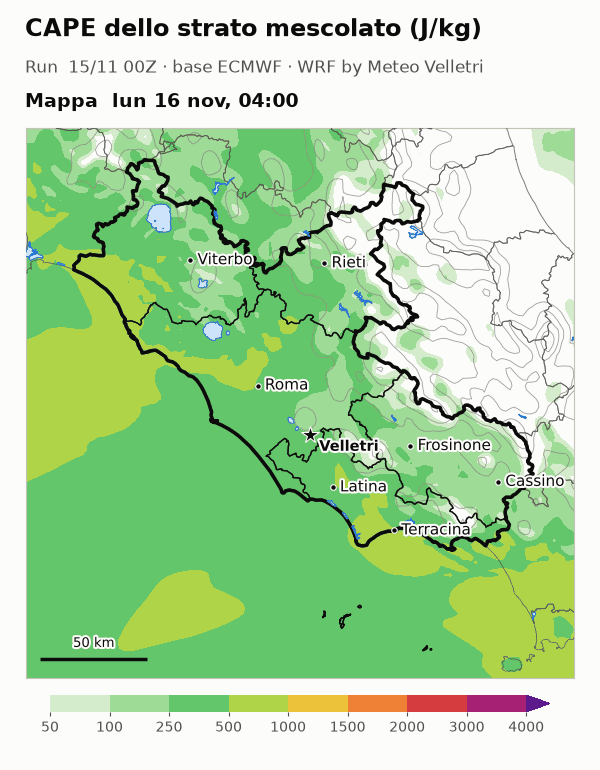 CAPE dello strato mescolato (J/kg)
Run  15/11 00Z · base ECMWF · WRF by Meteo Velletri
Mappa  lun 16 nov, 04:00
Viterbo
Rieti
Roma
Velletri
Frosinone
Cassino
Latina
Terracina
50 km
50 100 250 500 1000 1500 2000 3000 4000